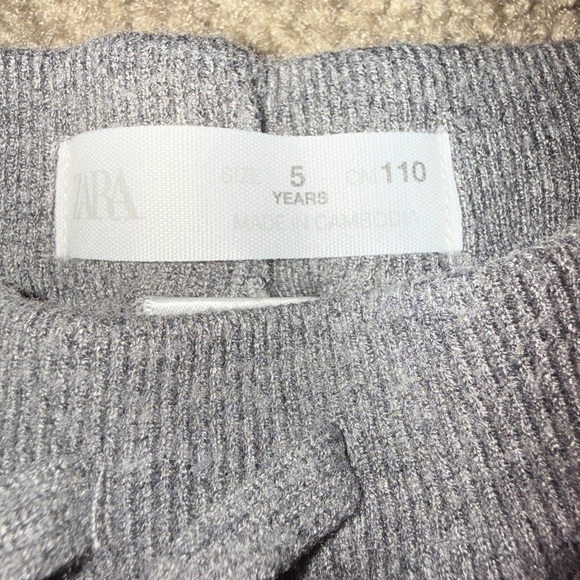 ZARA
SIZE 5 YEARS CM 110
MADE IN CAMBODIA